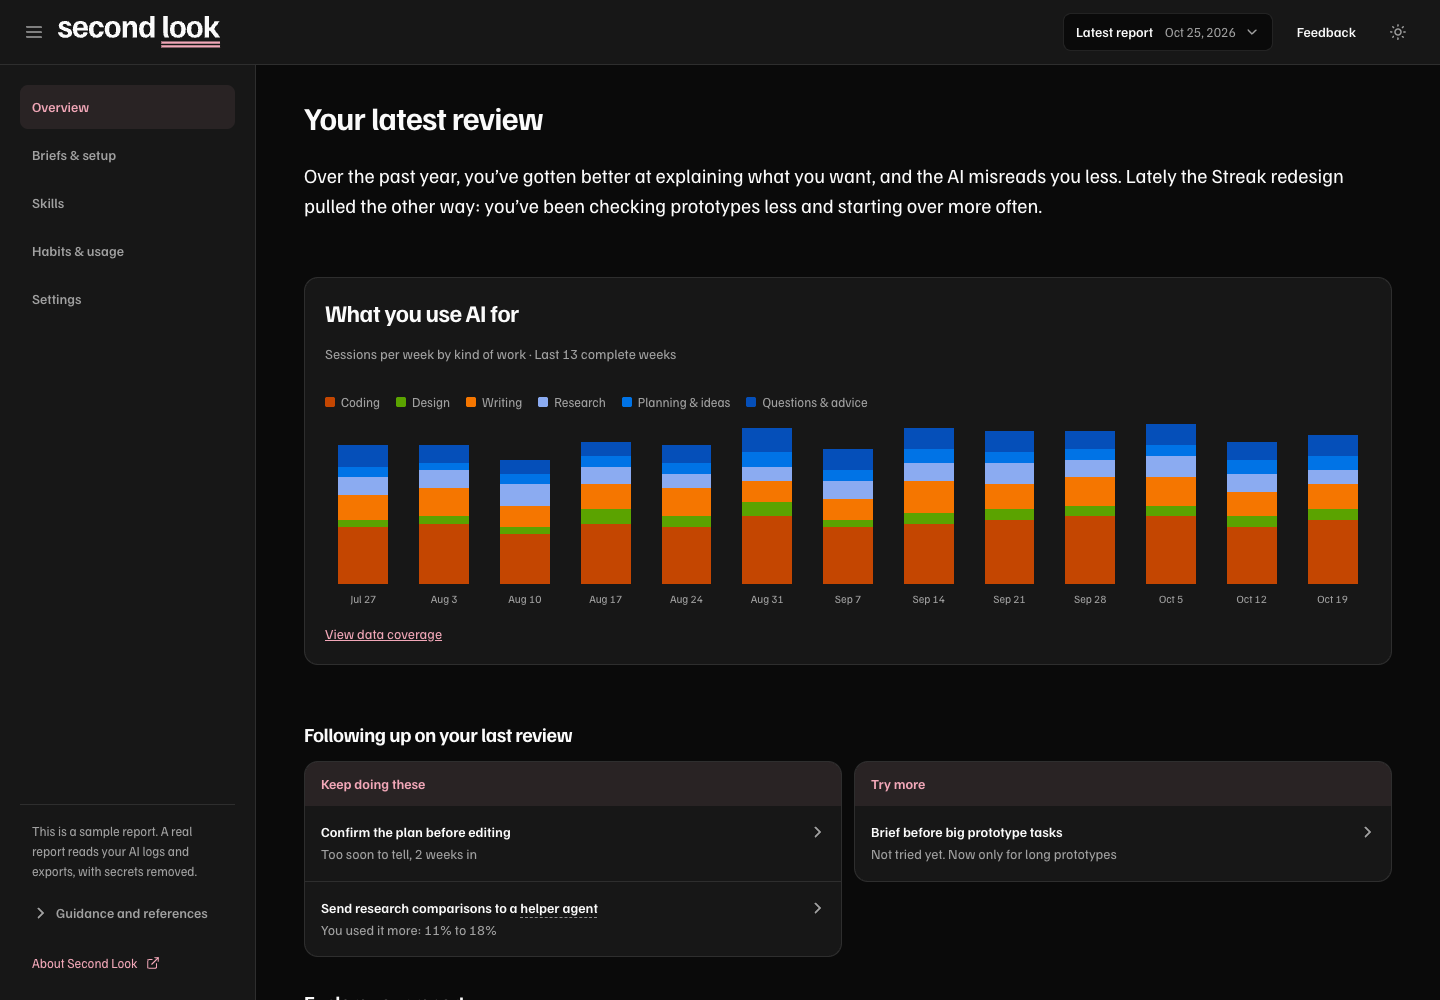 second look
Latest report Oct 25, 2026
Feedback
Overview
Briefs & setup
Skills
Habits & usage
Settings
This is a sample report. A real
report reads your AI logs and
exports, with secrets removed.
Guidance and references
About Second Look
Your latest review
Over the past year, you’ve gotten better at explaining what you want, and the AI misreads you less. Lately the Streak redesign
pulled the other way: you’ve been checking prototypes less and starting over more often.
What you use AI for
Sessions per week by kind of work · Last 13 complete weeks
Coding Design Writing Research Planning & ideas Questions & advice
Jul 27 Aug 3 Aug 10 Aug 17 Aug 24 Aug 31 Sep 7 Sep 14 Sep 21 Sep 28 Oct 5 Oct 12 Oct 19
View data coverage
Following up on your last review
Keep doing these
Confirm the plan before editing
Too soon to tell, 2 weeks in
Send research comparisons to a helper agent
You used it more: 11% to 18%
Try more
Brief before big prototype tasks
Not tried yet. Now only for long prototypes